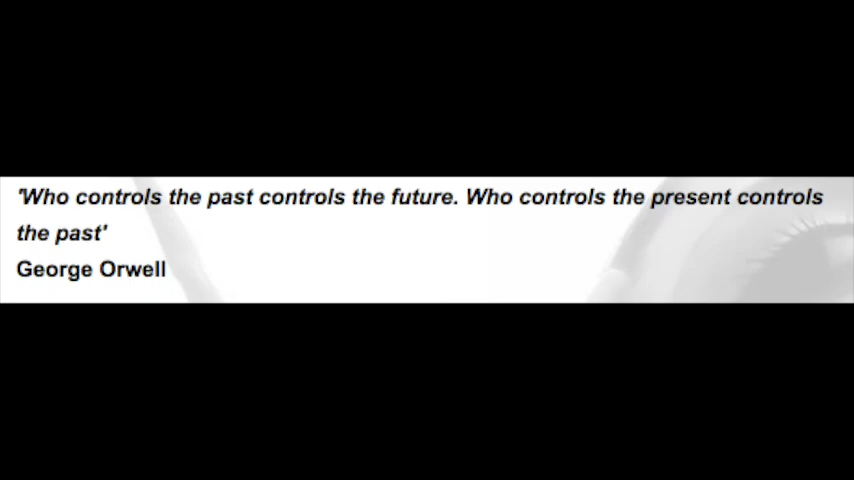 'Who controls the past controls the future. Who controls the present controls
the past'
George Orwell